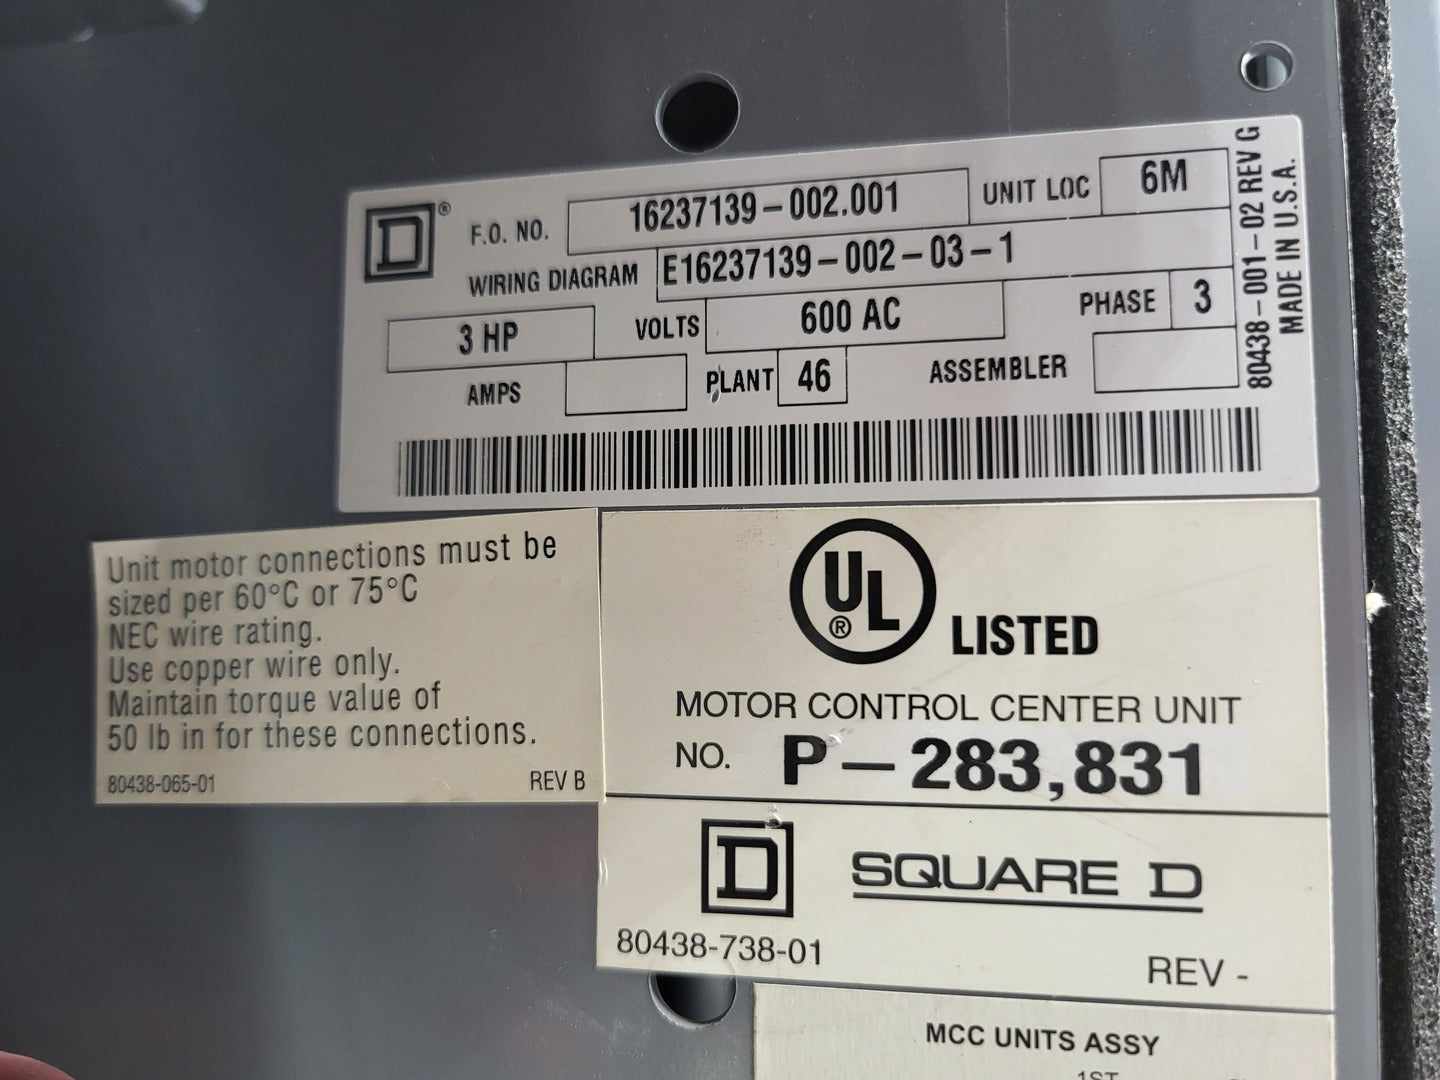 D®
F.O. NO. 16237139-002.001 UNIT LOC 6M
WIRING DIAGRAM E16237139-002-03-1
3 HP VOLTS 600 AC PHASE 3
AMPS PLANT 46 ASSEMBLER
80438-001-02 REV G
MADE IN U.S.A.
Unit motor connections must be
sized per 60°C or 75°C
NEC wire rating.
Use copper wire only.
Maintain torque value of
50 lb in for these connections.
80438-065-01 REV B
UL® LISTED
MOTOR CONTROL CENTER UNIT
NO. P-283,831
D SQUARE D
80438-738-01
REV -
MCC UNITS ASSY
1ST